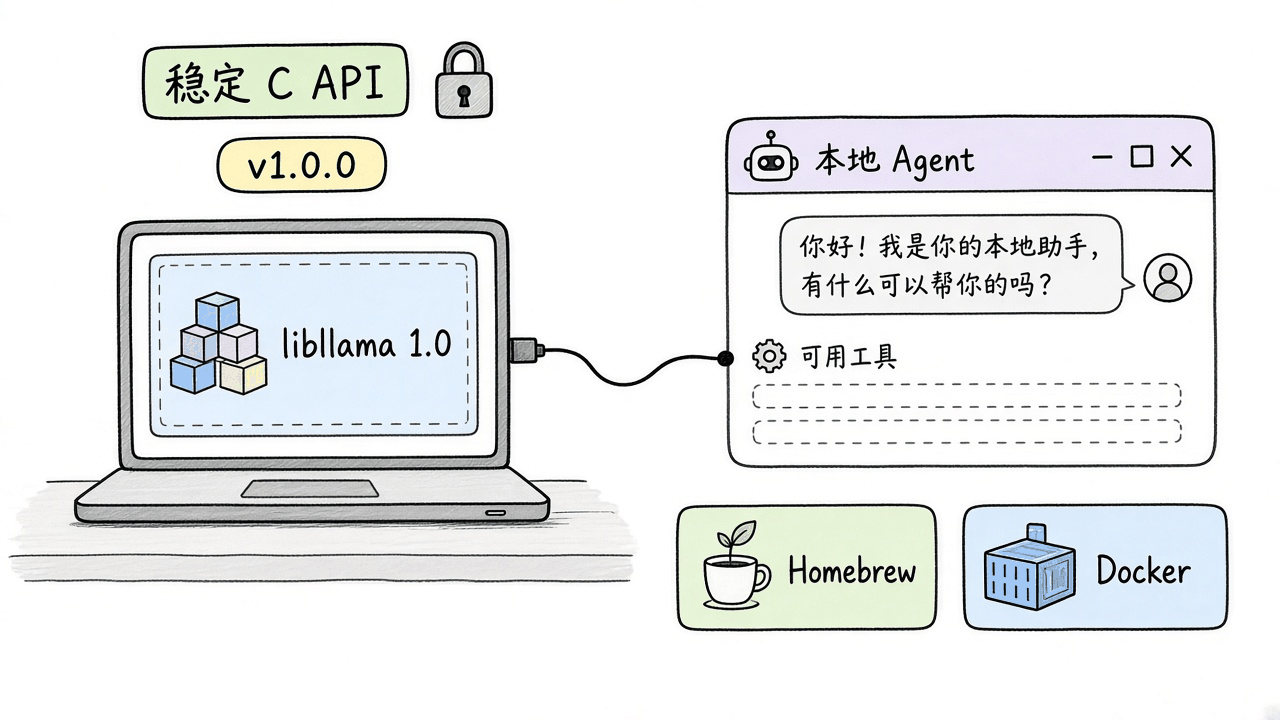 稳定 C API
v1.0.0
libllama 1.0
本地 Agent
你好！我是你的本地助手，
有什么可以帮你的吗？
可用工具
Homebrew
Docker